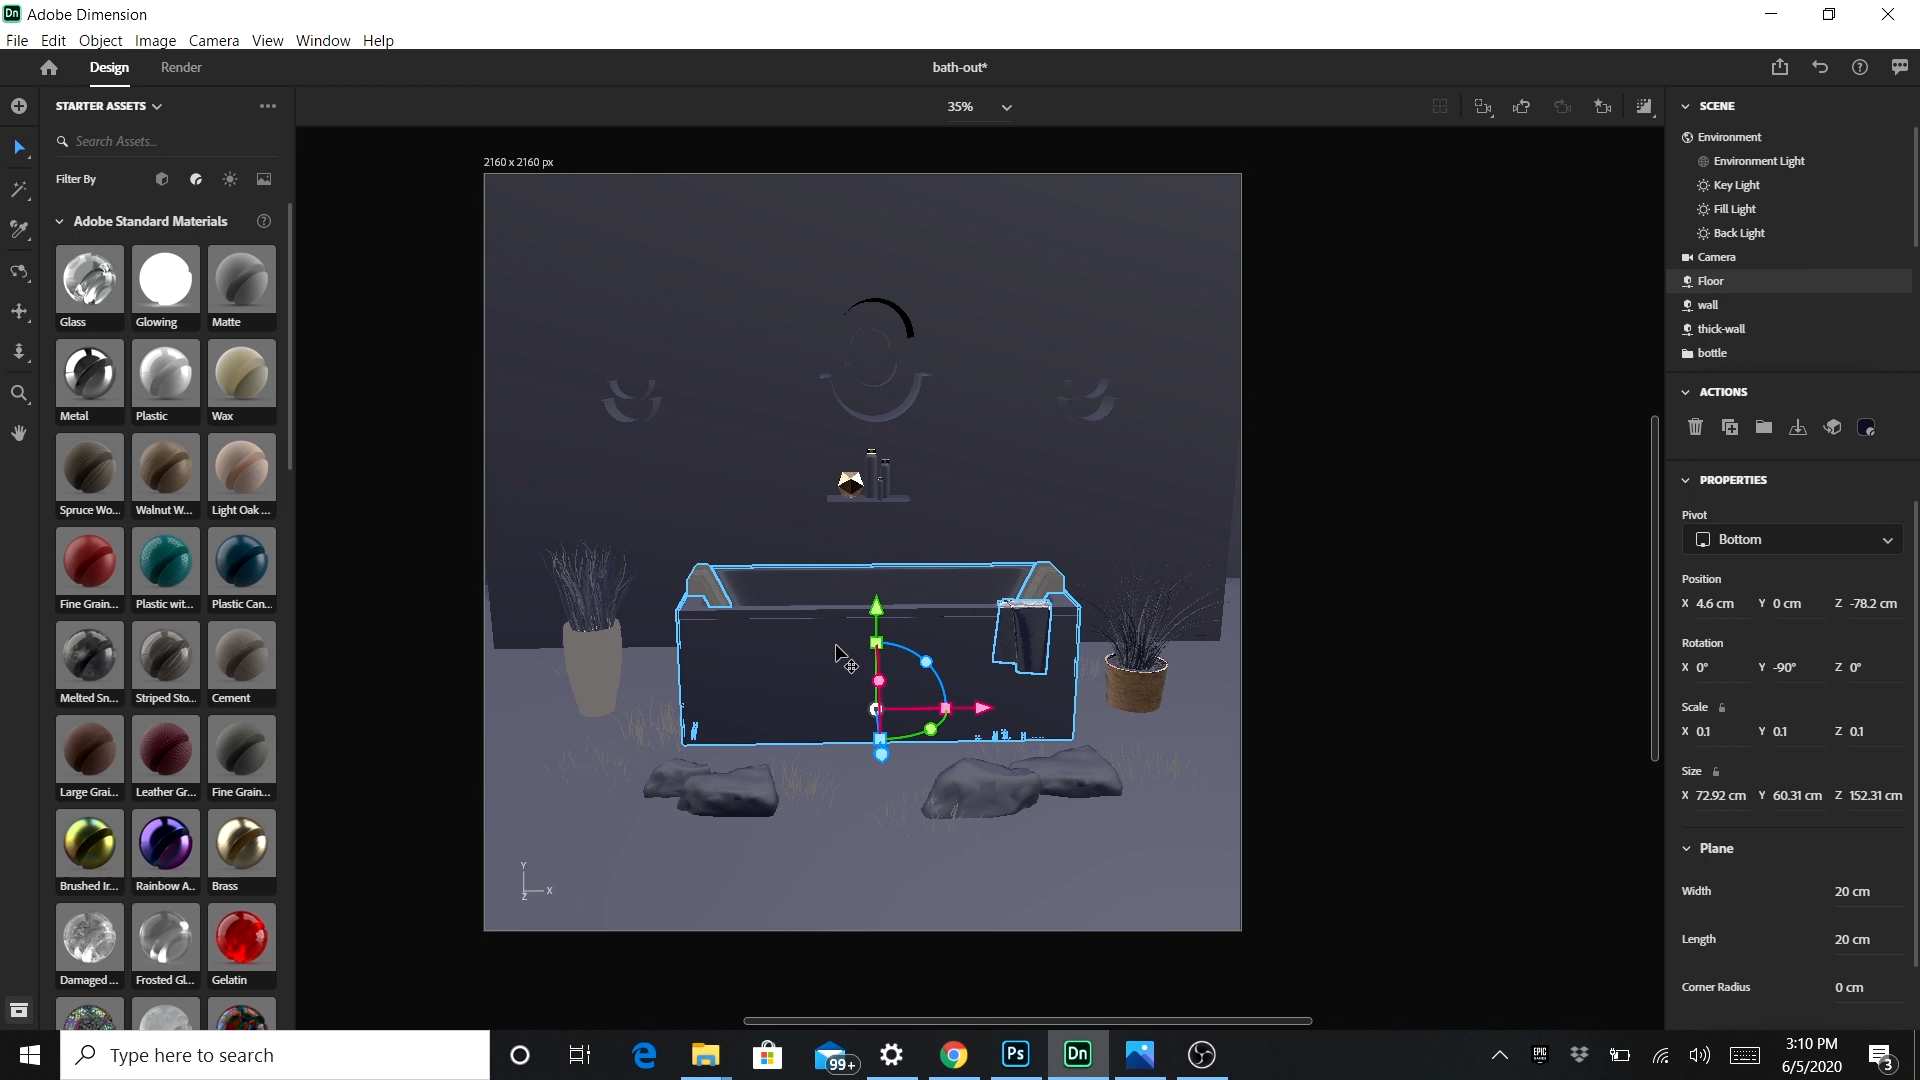 Dn Adobe Dimension
File Edit Object Image Camera View Window Help
Design Render bath-out*
STARTER ASSETS
Search Assets...
Filter By
Adobe Standard Materials
Glass Glowing Matte
Metal Plastic Wax
Spruce Wo... Walnut W... Light Oak ...
Fine Grain... Plastic wit... Plastic Can...
Melted Sn... Striped Sto... Cement
Large Grai... Leather Gr... Fine Grain...
Brushed Ir... Rainbow A.. Brass
Damaged ... Frosted Gl... Gelatin
35%
2160 x 2160 px
Y
Z X
SCENE
Environment
Environment Light
Key Light
Fill Light
Back Light
Camera
Floor
wall
thick-wall
bottle
ACTIONS
PROPERTIES
Pivot
Bottom
Position
X 4.6 cm Y 0 cm Z -78.2 cm
Rotation
X 0° Y -90° Z 0°
Scale
X 0.1 Y 0.1 Z 0.1
Size
X 72.92 cm Y 60.31 cm Z 152.31 cm
Plane
Width 20 cm
Length 20 cm
Corner Radius 0 cm
Type here to search
99+
Ps
Dn
EPIC GAMES
3:10 PM
6/5/2020
3